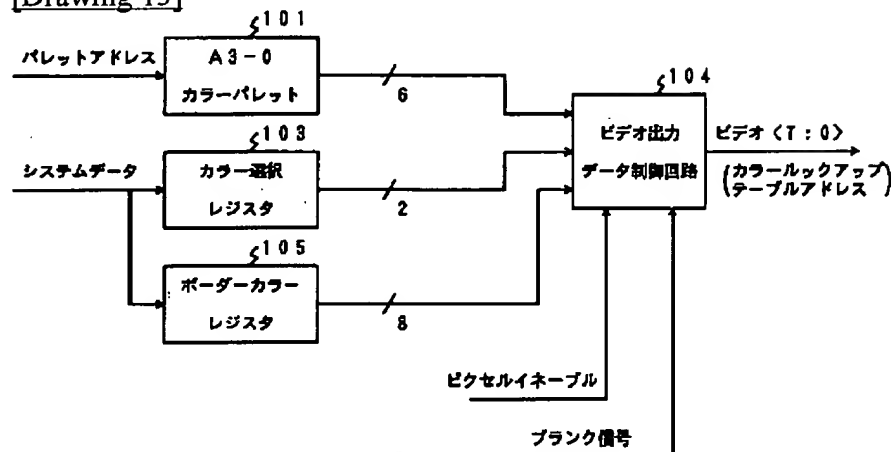 [Drawing 15]
101
パレットアドレス
A3-0
カラーパレット
6
103
システムデータ
カラー選択
レジスタ
2
105
ボーダーカラー
レジスタ
8
104
ビデオ出力
データ制御回路
ビデオ〈7:0〉
(カラールックアップ
テーブルアドレス)
ピクセルイネーブル
ブランク信号